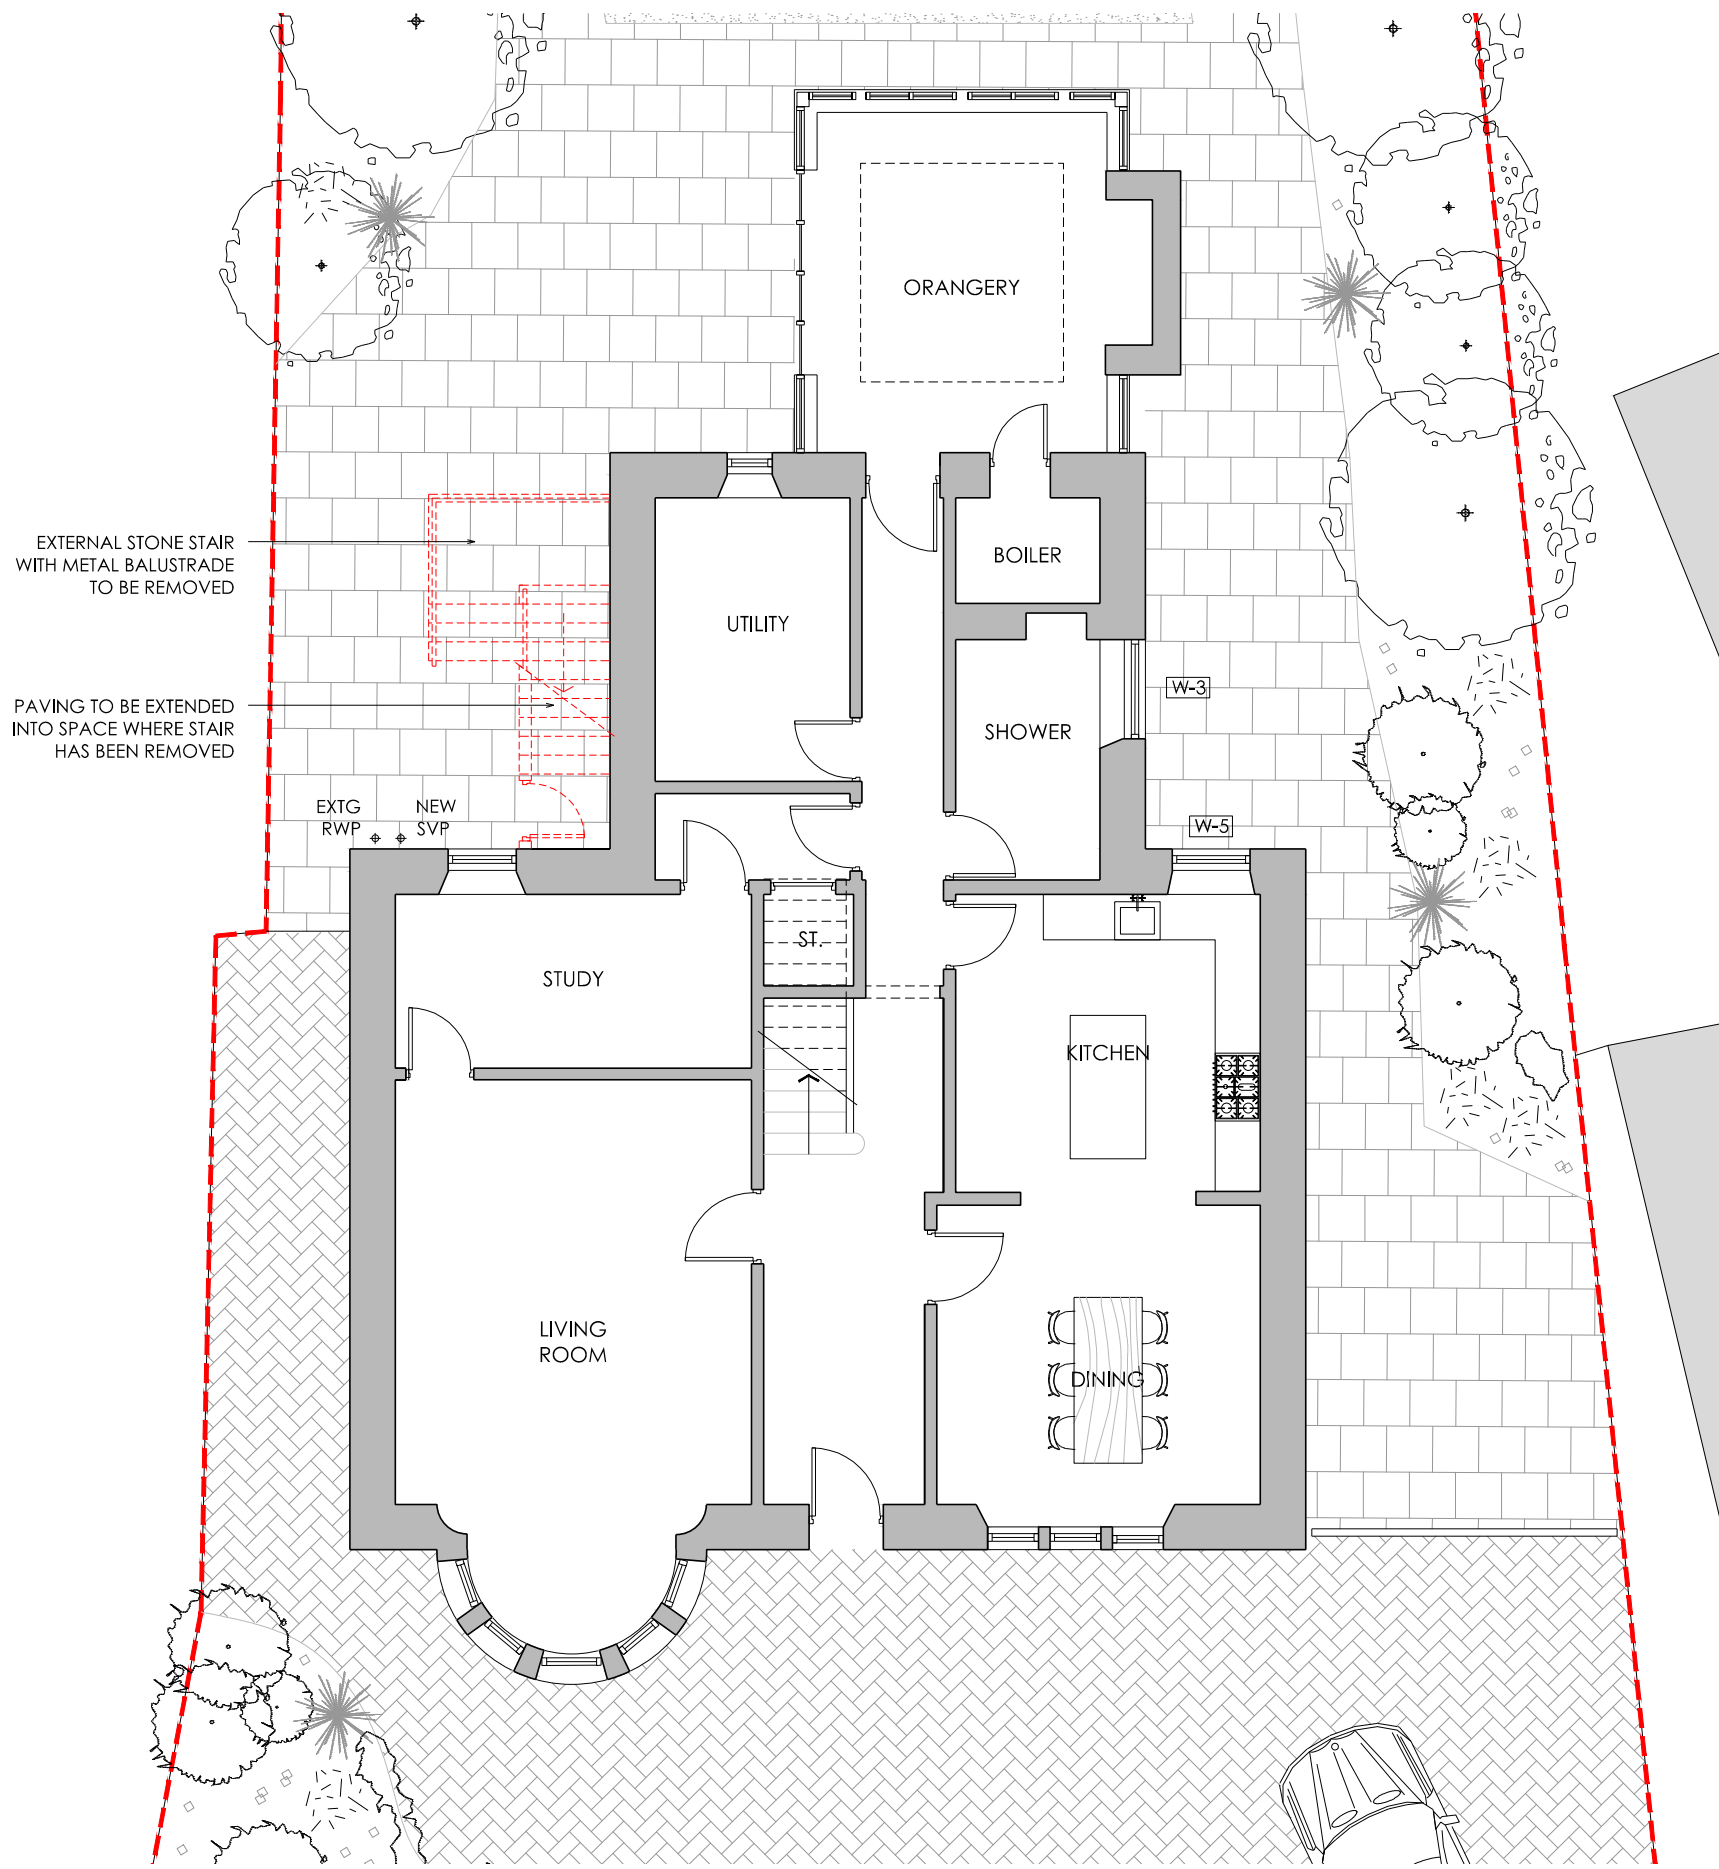 ORANGERY
EXTERNAL STONE STAIR
WITH METAL BALUSTRADE
TO BE REMOVED
BOILER
UTILITY
W-3
PAVING TO BE EXTENDED
INTO SPACE WHERE STAIR
HAS BEEN REMOVED
SHOWER
EXTG
RWP
NEW
SVP
W-5
ST.
STUDY
KITCHEN
LIVING
ROOM
DINING